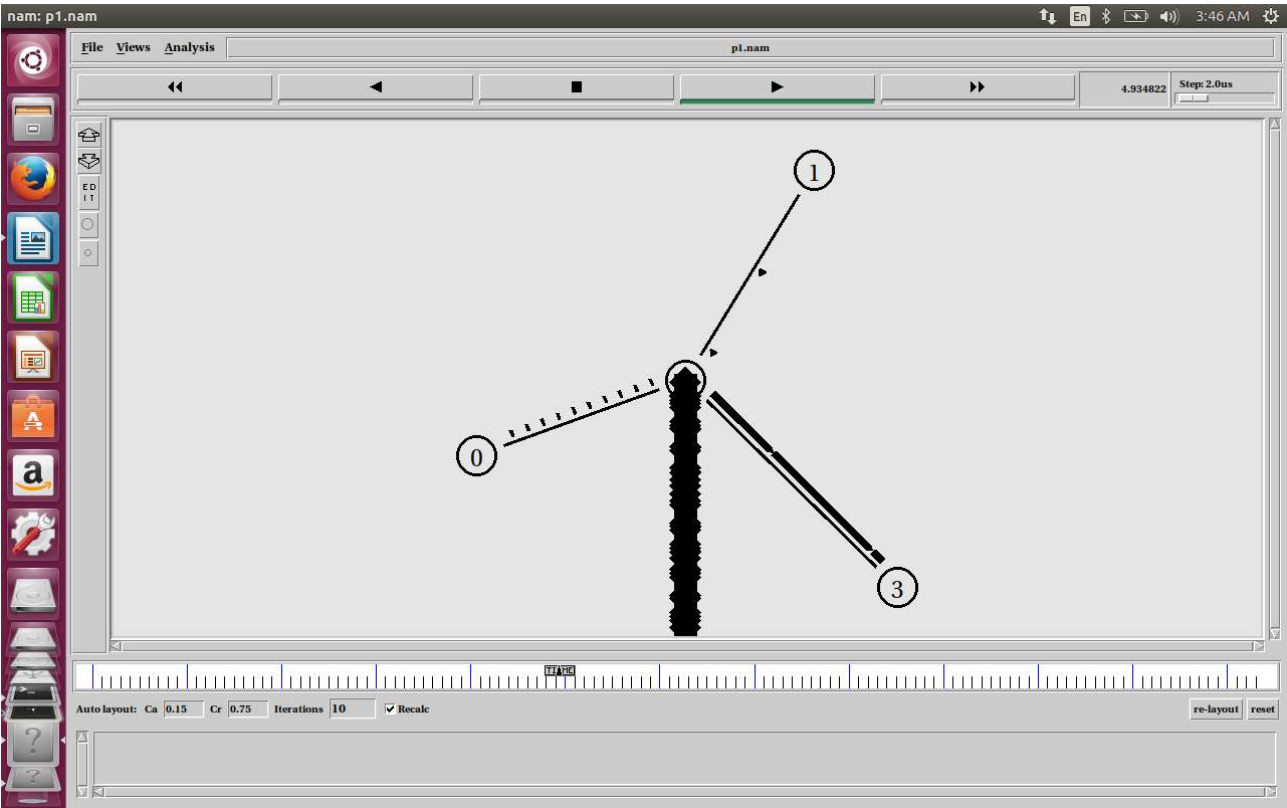 nam: p1.nam
En
3:46 AM
File Views Analysis
p1.nam
4.934822
Step: 2.0us
ED
IT
1
0
3
TIME
Auto layout: Ca 0.15 Cr 0.75 Iterations 10 Recalc
re-layout reset